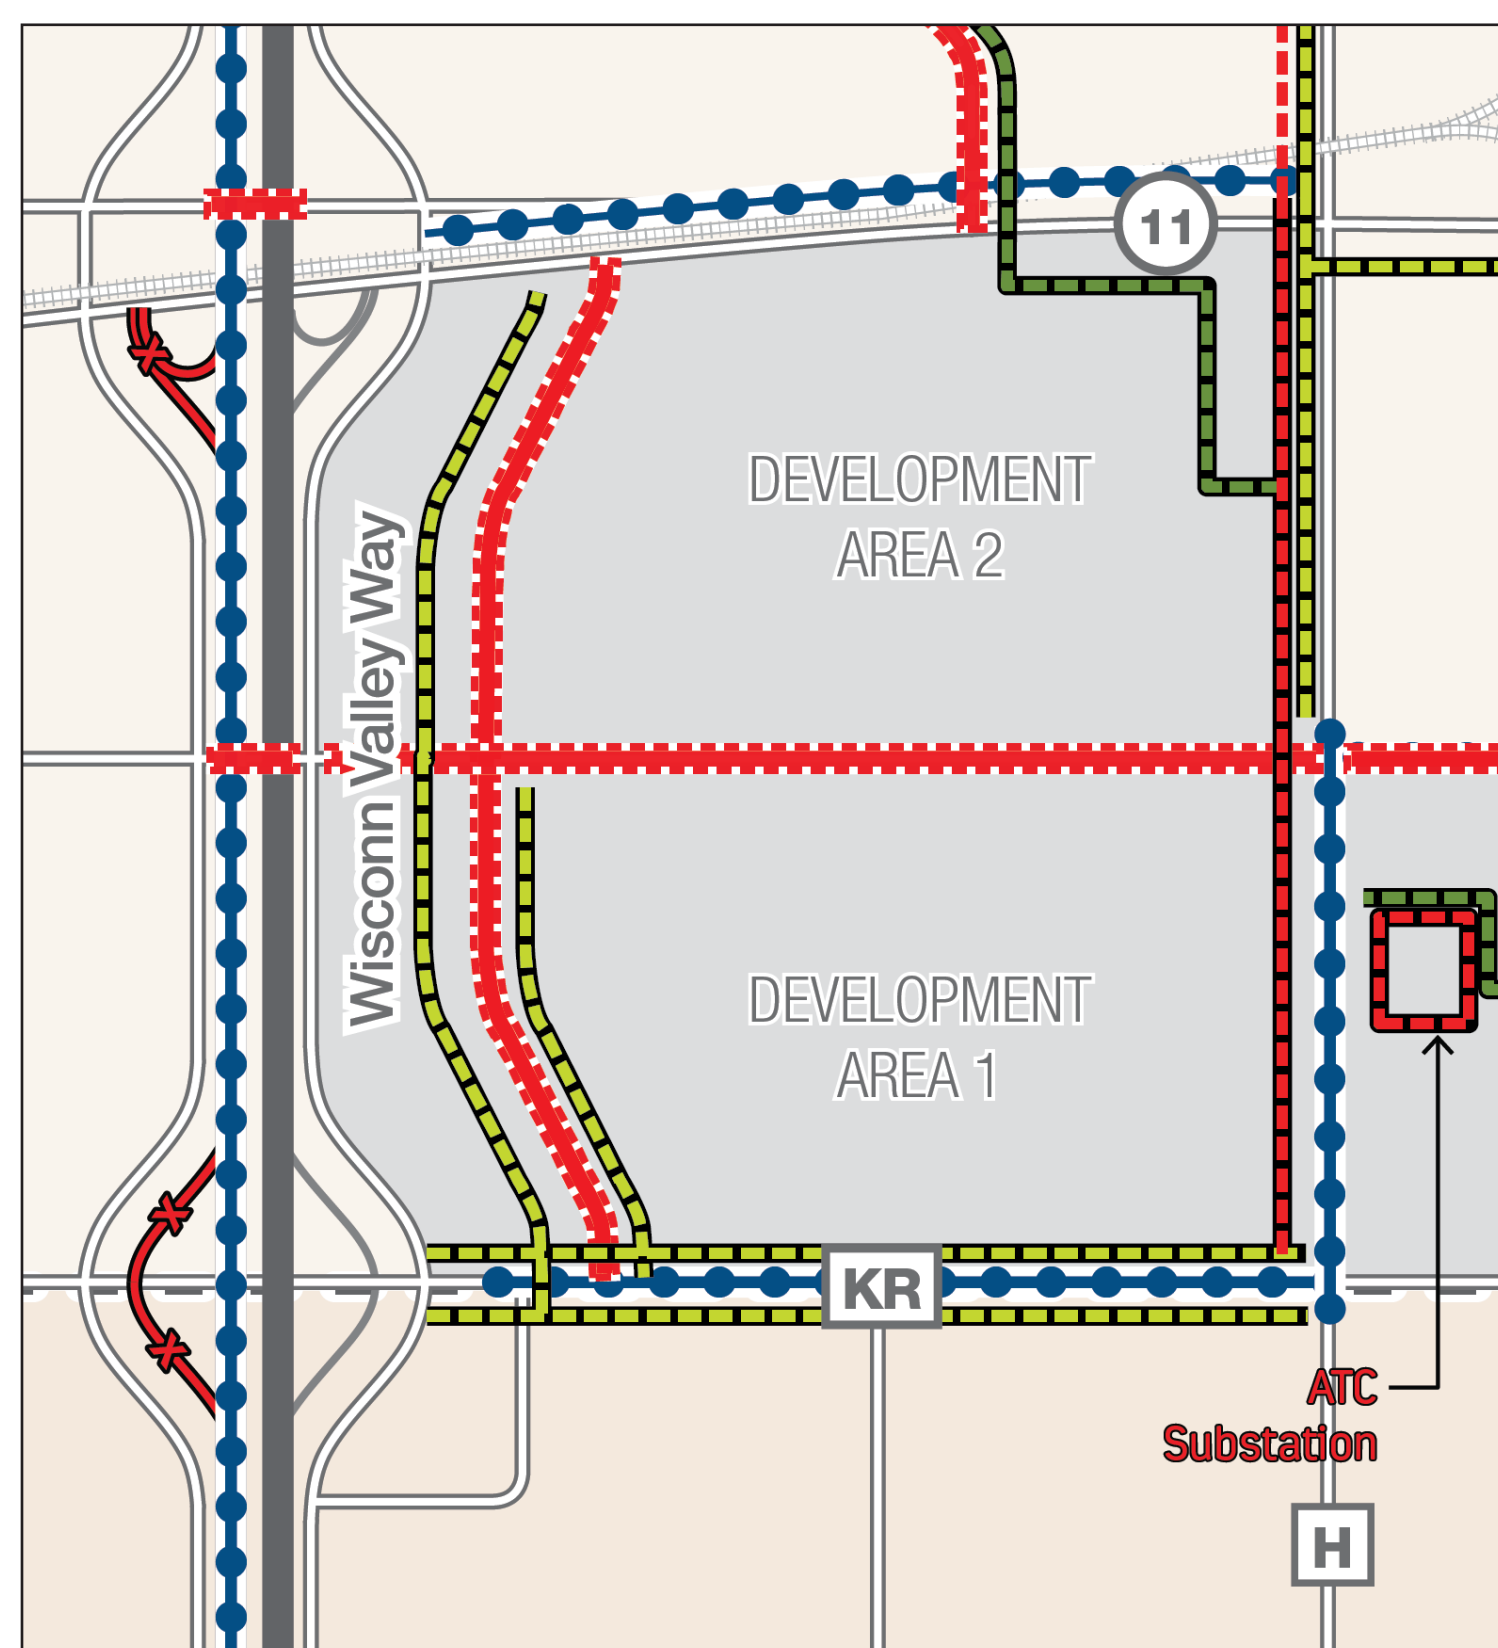 11
DEVELOPMENT
AREA 2
Wisconn Valley Way
DEVELOPMENT
AREA 1
KR
ATC
Substation
H